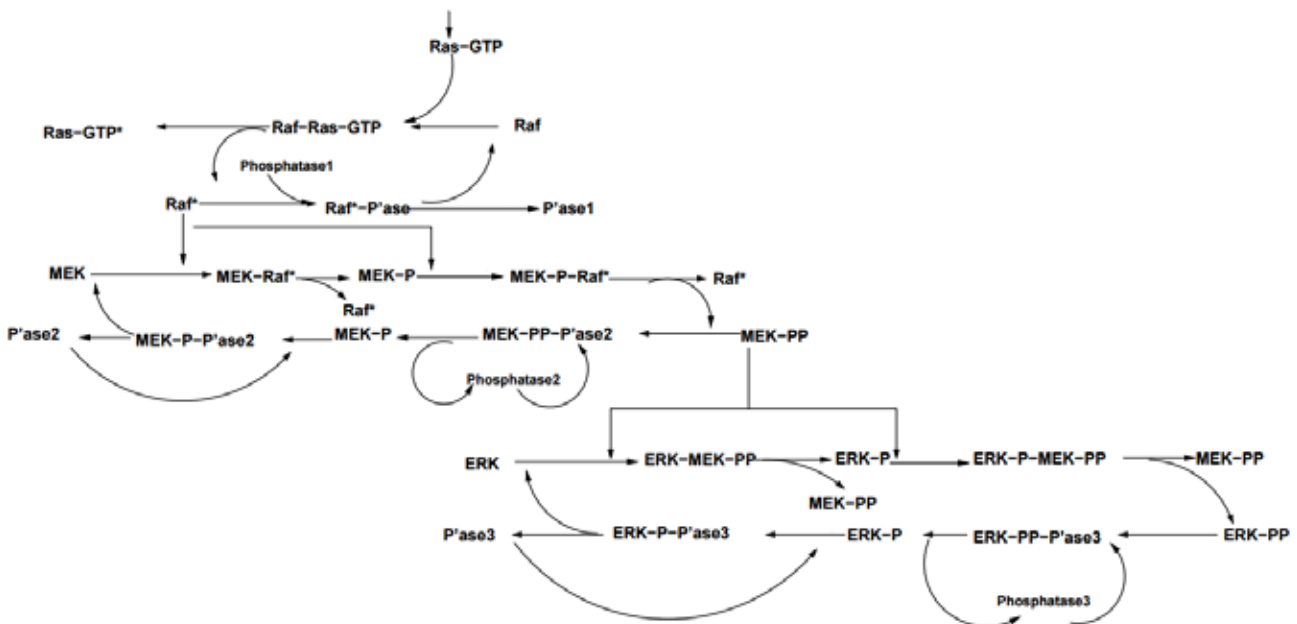 Ras-GTP
Ras-GTP* Raf-Ras-GTP Raf
Phosphatase1
Raf* Raf*-P'ase P'ase1
MEK MEK-Raf* MEK-P MEK-P-Raf* Raf*
Raf*
P'ase2 MEK-P-P'ase2 MEK-P MEK-PP-P'ase2 MEK-PP
Phosphatase2
ERK ERK-MEK-PP ERK-P ERK-P-MEK-PP MEK-PP
MEK-PP
P'ase3 ERK-P-P'ase3 ERK-P ERK-PP-P'ase3 ERK-PP
Phosphatase3